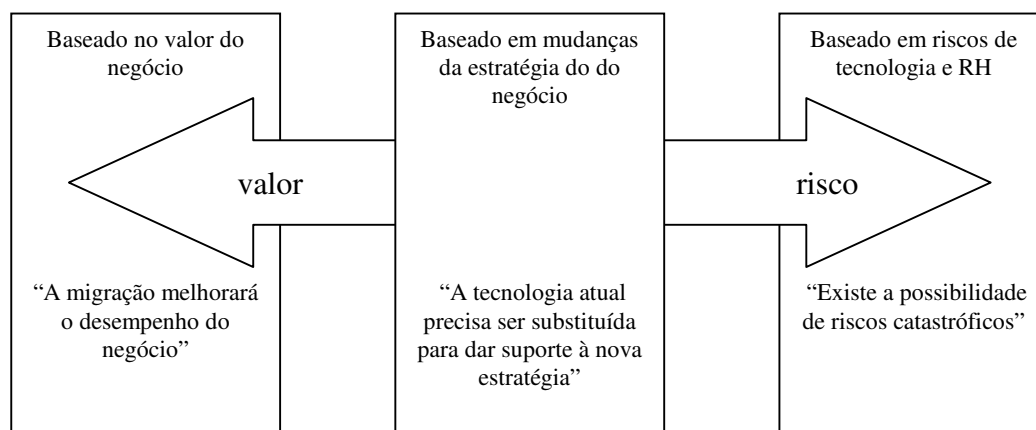 Baseado no valor do
negócio
Baseado em mudanças
da estratégia do do
negócio
Baseado em riscos de
tecnologia e RH
valor
risco
“A migração melhorará
o desempenho do
negócio”
“A tecnologia atual
precisa ser substituída
para dar suporte à nova
estratégia”
“Existe a possibilidade
de riscos catastróficos”